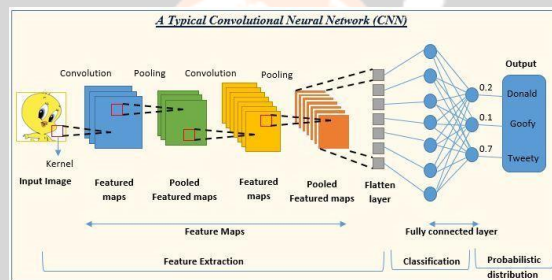 A Typical Convolutional Neural Network (CNN)
Convolution
Pooling
Convolution
Pooling
Output
Kernel
0.2
0.1
0.7
Donald
Goofy
Tweety
Input Image
Featured
maps
Pooled
Featured maps
Featured
maps
Pooled
Featured maps
Flatten
layer
Feature Maps
Fully connected layer
Feature Extraction
Classification
Probabilistic
distribution